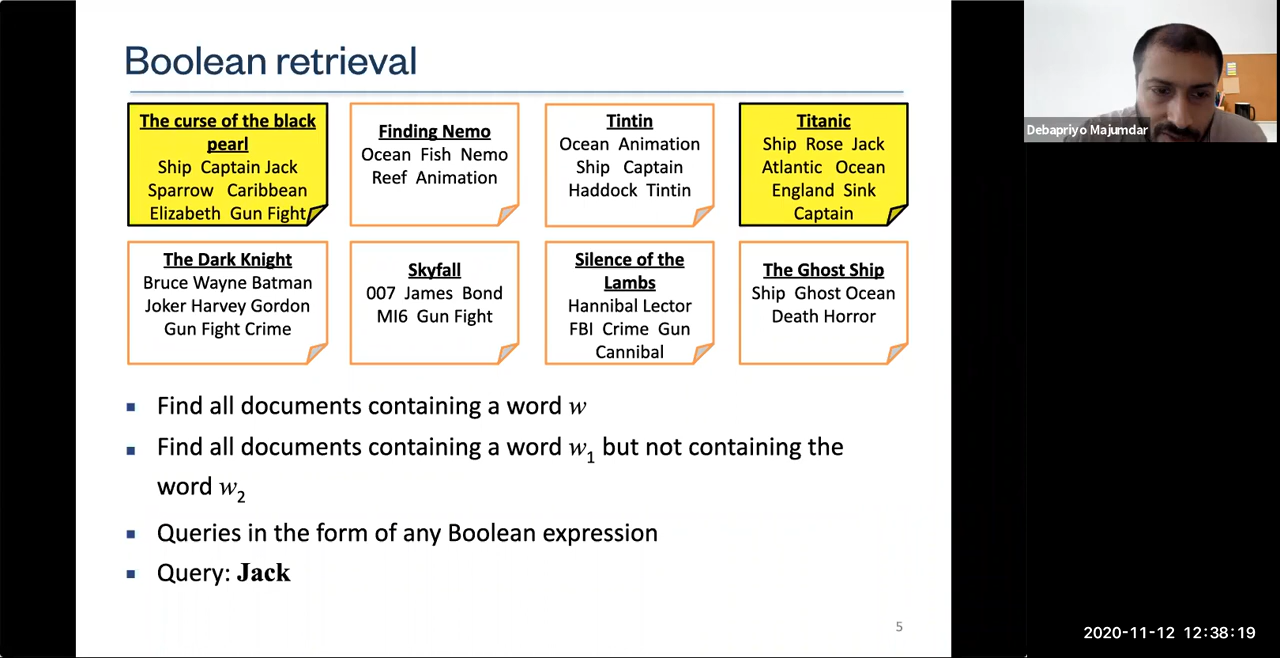 Boolean retrieval
The curse of the black
pearl
Ship Captain Jack
Sparrow Caribbean
Elizabeth Gun Fight
Finding Nemo
Ocean Fish Nemo
Reef Animation
Tintin
Ocean Animation
Ship Captain
Haddock Tintin
Titanic
Ship Rose Jack
Atlantic Ocean
England Sink
Captain
The Dark Knight
Bruce Wayne Batman
Joker Harvey Gordon
Gun Fight Crime
Skyfall
007 James Bond
MI6 Gun Fight
Silence of the
Lambs
Hannibal Lector
FBI Crime Gun
Cannibal
The Ghost Ship
Ship Ghost Ocean
Death Horror
Find all documents containing a word w
Find all documents containing a word w1 but not containing the
word w2
Queries in the form of any Boolean expression
Query: Jack
5
Debapriyo Majumdar
2020-11-12 12:38:19